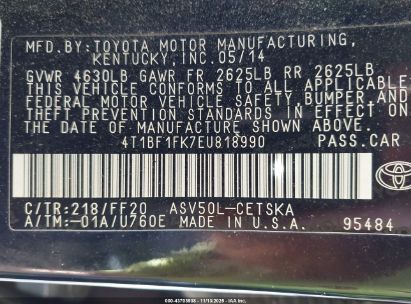 MFD.BY:TOYOTA MOTOR MANUFACTURING,
KENTUCKY,INC.05/14
GVWR 4630LB GAWR FR 2625LB RR 2625LB
THIS VEHICLE CONFORMS TO ALL APPLICABLE
FEDERAL MOTOR VEHICLE SAFETY, BUMPER, AND
THEFT PREVENTION STANDARDS IN EFFECT ON
THE DATE OF MANUFACTURE SHOWN ABOVE.
4T1BF1FK7EU818990 PASS.CAR
C/TR:218/FF20 ASV50L-CETSKA
A/TM:-01A/U760E MADE IN U.S.A. 95484
TOYOTA